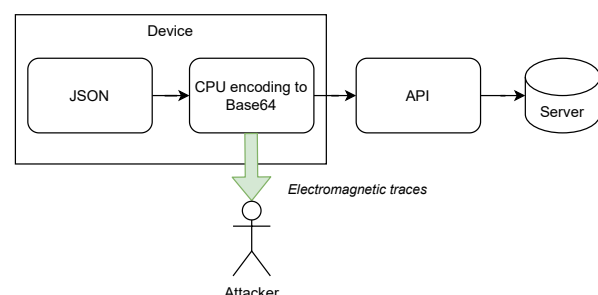 Device
JSON
CPU encoding to
Base64
API
Server
Electromagnetic traces
Attacker